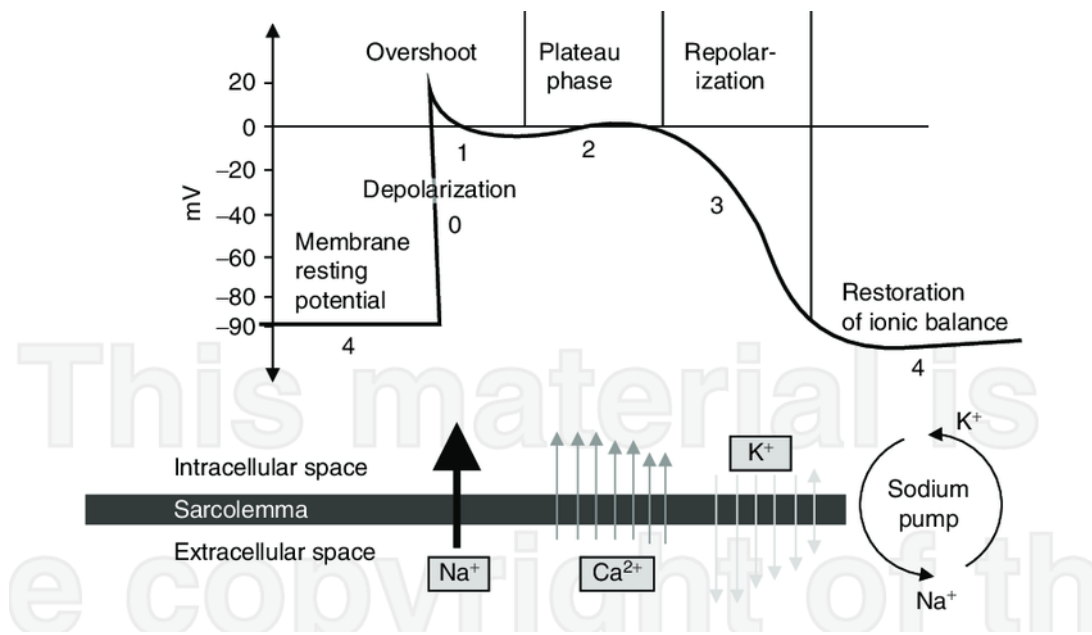 Overshoot
Plateau
phase
Repolar-
ization
20
0
–20
–40
–60
–80
–90
mV
1
2
Depolarization
0
3
Membrane
resting
potential
4
Restoration
of ionic balance
4
This material is
K⁺
K⁺
Intracellular space
Sodium
pump
Sarcolemma
Extracellular space
Na⁺
Ca²⁺
Na⁺
e copyright of th